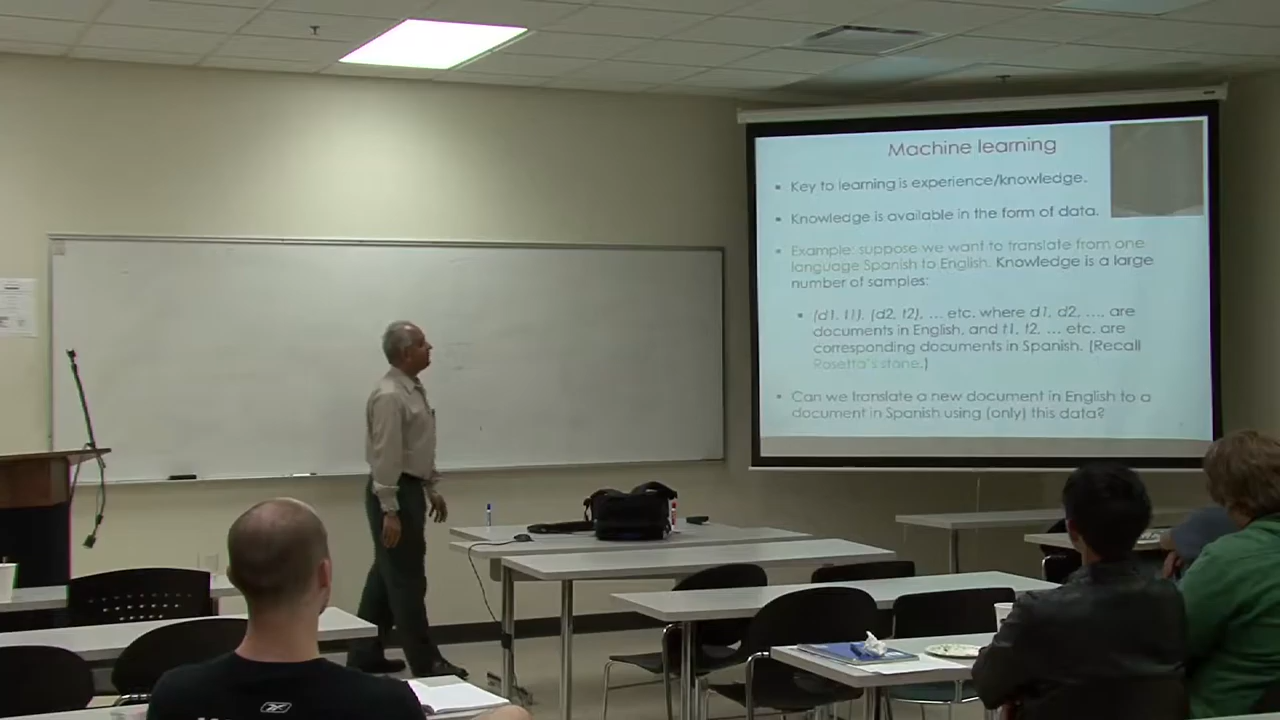 Machine learning
▪ Key to learning is experience/knowledge.
▪ Knowledge is available in the form of data.
▪ Example: suppose we want to translate from one
language Spanish to English. Knowledge is a large
number of samples:
▪ (d1, t1), (d2, t2), … etc. where d1, d2, …, are
documents in English, and t1, t2, … etc. are
corresponding documents in Spanish. (Recall
Rosetta's stone.)
▪ Can we translate a new document in English to a
document in Spanish using (only) this data?
Reebok